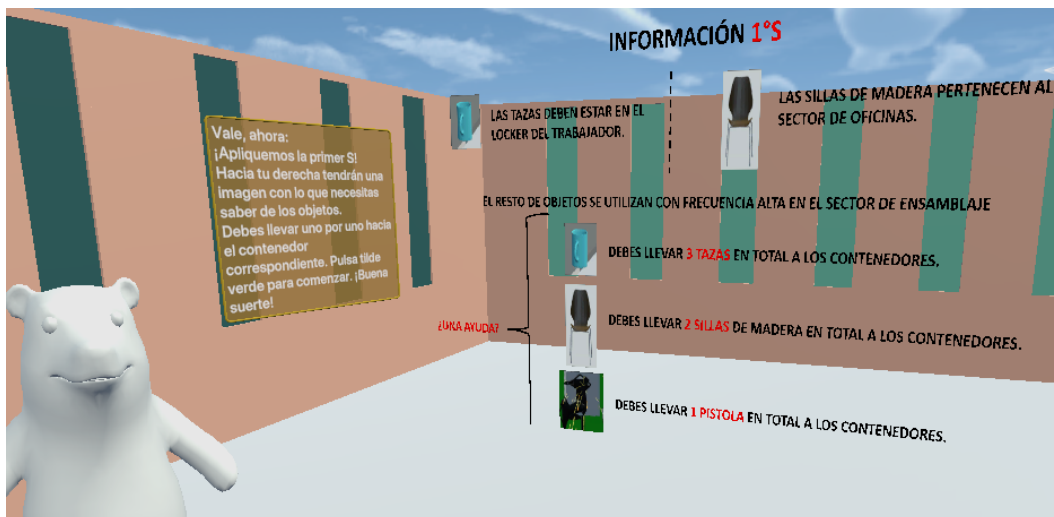 Vale, ahora:
¡Apliquemos la primer S!
Hacia tu derecha tendrán una
imagen con lo que necesitas
saber de los objetos.
Debes llevar uno por uno hacia
el contenedor
correspondiente. Pulsa tilde
verde para comenzar. ¡Buena
suerte!
INFORMACIÓN 1°S
LAS TAZAS DEBEN ESTAR EN EL
LOCKER DEL TRABAJADOR.
LAS SILLAS DE MADERA PERTENECEN AL
SECTOR DE OFICINAS.
EL RESTO DE OBJETOS SE UTILIZAN CON FRECUENCIA ALTA EN EL SECTOR DE ENSAMBLAJE
¿UNA AYUDA?
DEBES LLEVAR 3 TAZAS EN TOTAL A LOS CONTENEDORES.
DEBES LLEVAR 2 SILLAS DE MADERA EN TOTAL A LOS CONTENEDORES.
DEBES LLEVAR 1 PISTOLA EN TOTAL A LOS CONTENEDORES.